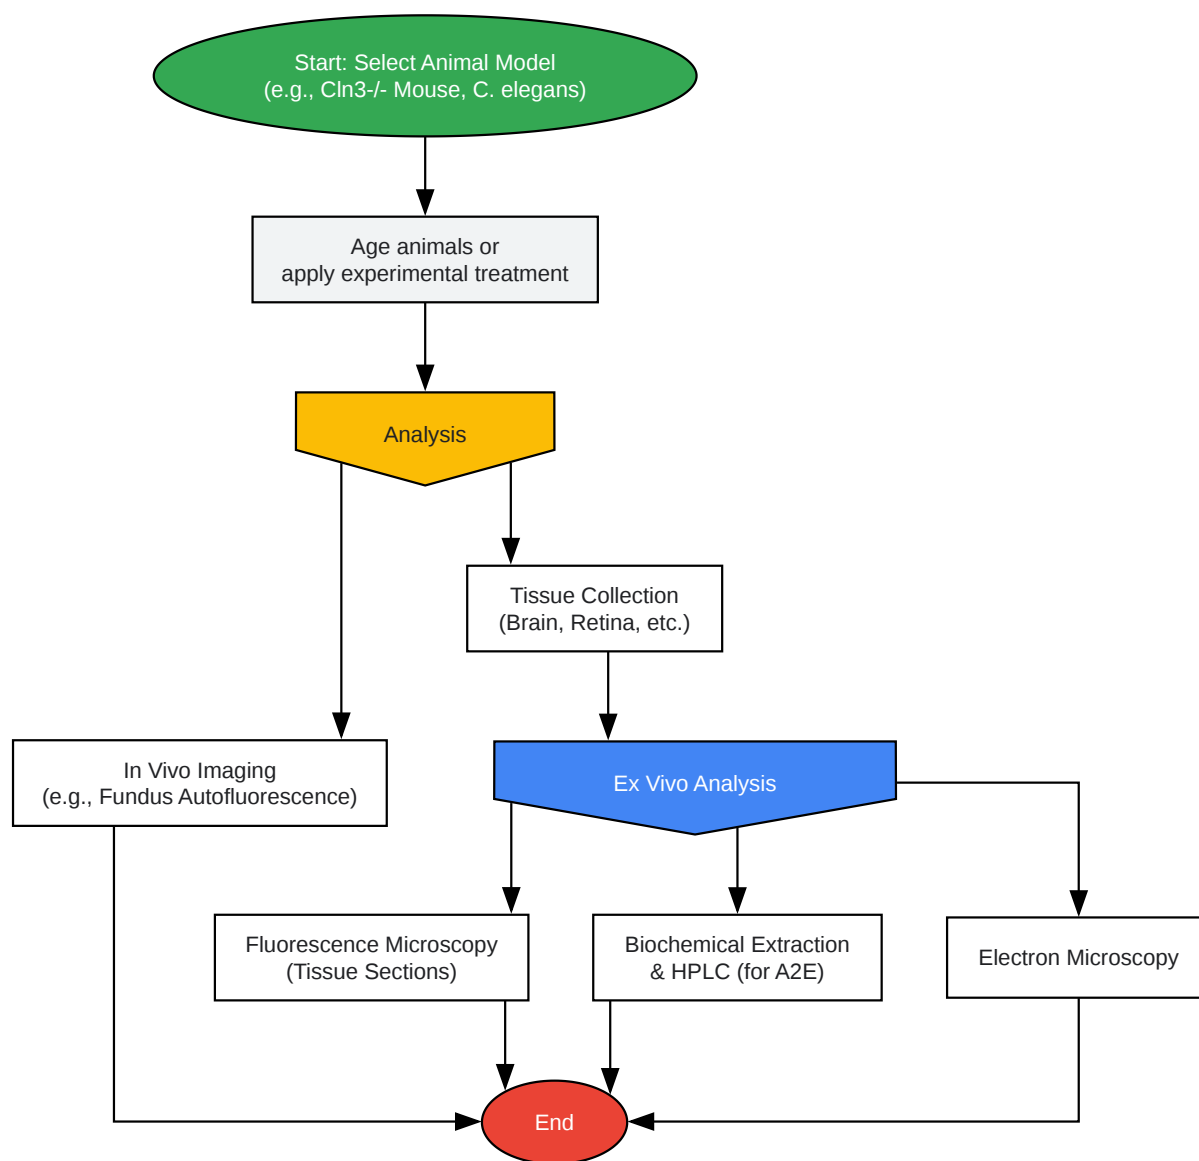 Start: Select Animal Model
(e.g., Cln3-/- Mouse, C. elegans)
Age animals or
apply experimental treatment
Analysis
Tissue Collection
(Brain, Retina, etc.)
In Vivo Imaging
(e.g., Fundus Autofluorescence)
Ex Vivo Analysis
Fluorescence Microscopy
(Tissue Sections)
Biochemical Extraction
& HPLC (for A2E)
Electron Microscopy
End